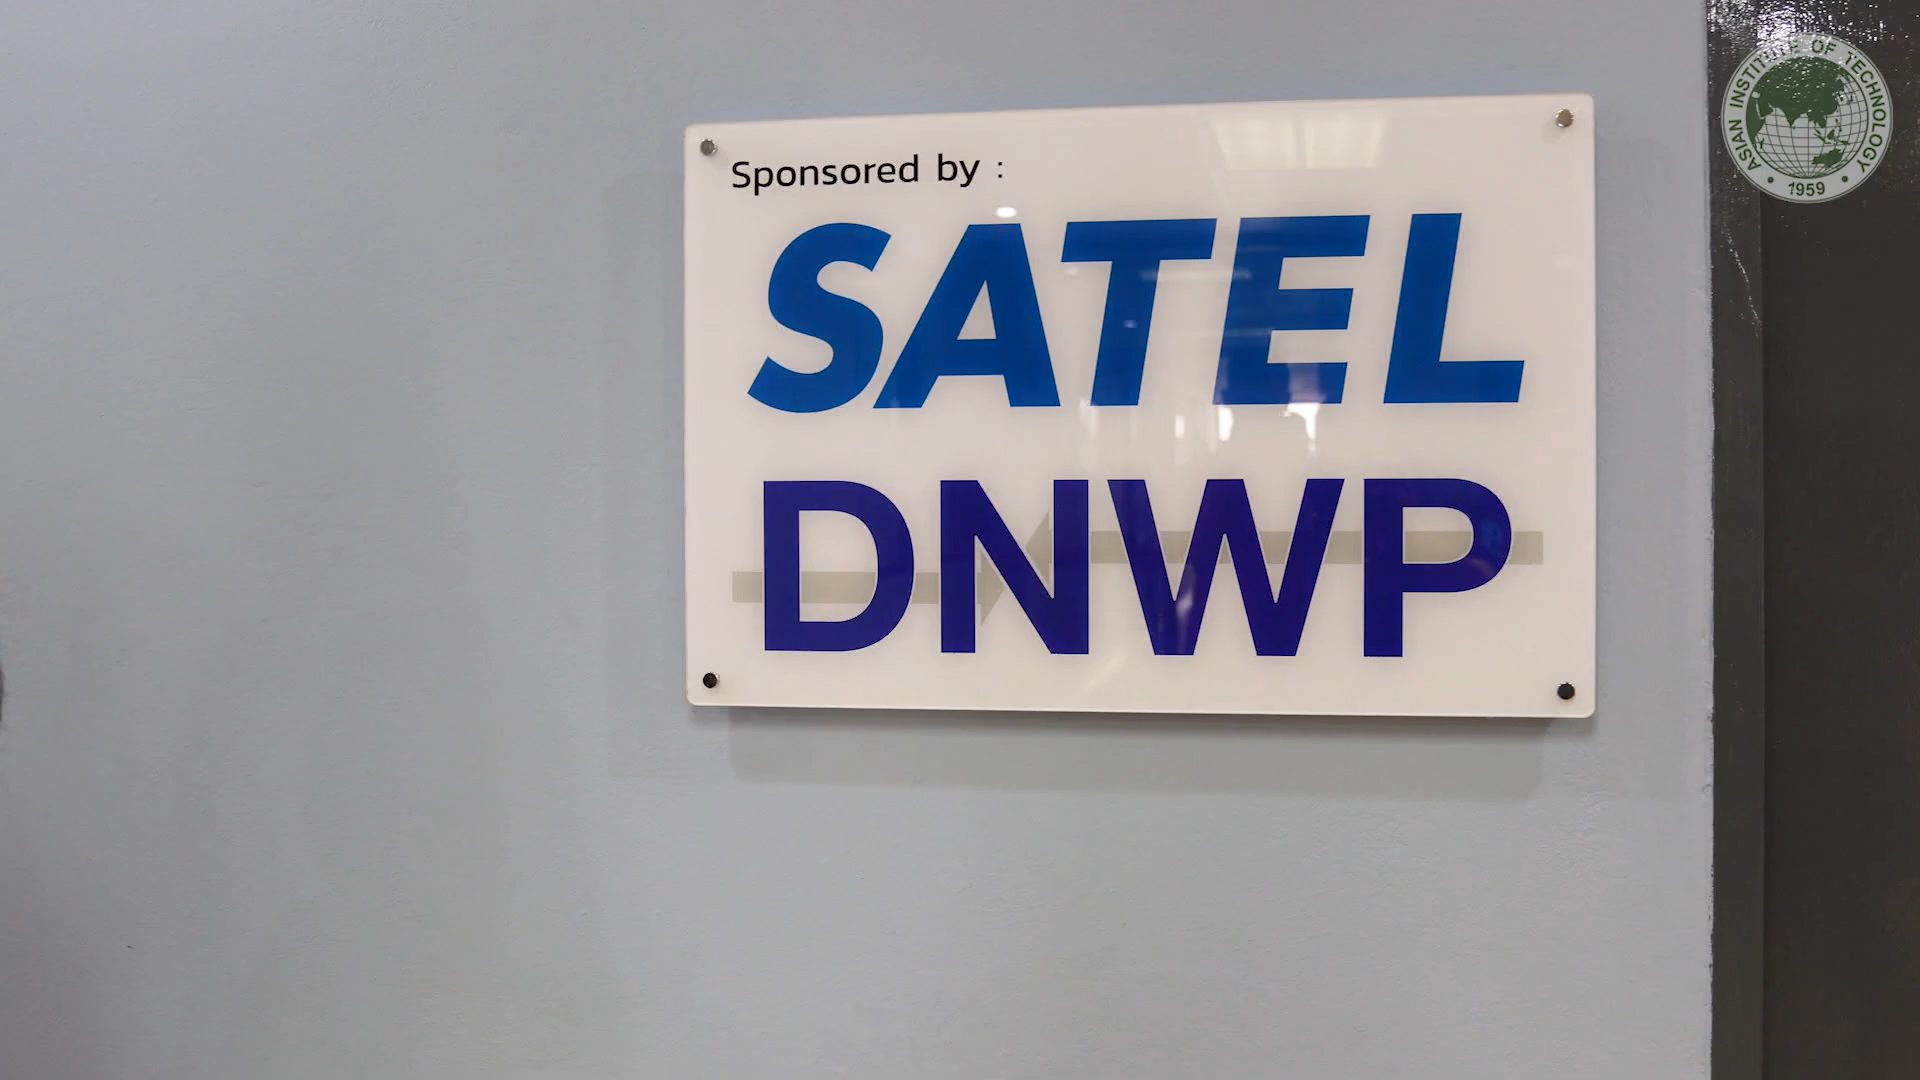 Sponsored by :
SATEL
DNWP
ASIAN INSTITUTE OF TECHNOLOGY
• 1959 •